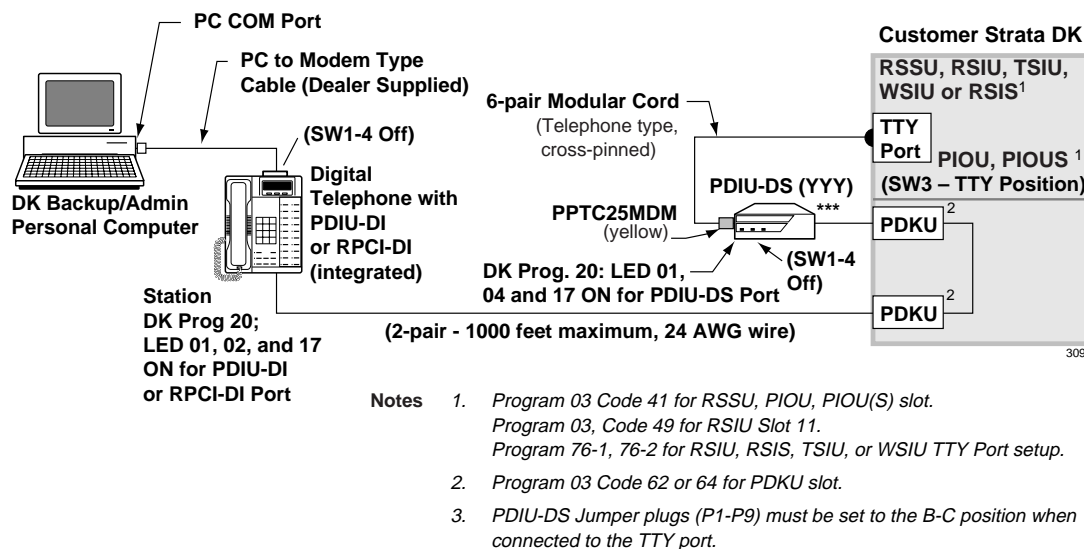 PC COM Port
PC to Modem Type
Cable (Dealer Supplied)
(SW1-4 Off)
DK Backup/Admin
Personal Computer
Digital
Telephone with
PDIU-DI
or RPCI-DI
(integrated)
Station
DK Prog 20;
LED 01, 02, and 17
ON for PDIU-DI
or RPCI-DI Port
6-pair Modular Cord
(Telephone type,
cross-pinned)
PPTC25MDM
(yellow)
PDIU-DS (YYY)
***
(SW1-4
Off)
DK Prog. 20: LED 01,
04 and 17 ON for PDIU-DS Port
(2-pair - 1000 feet maximum, 24 AWG wire)
Customer Strata DK
RSSU, RSIU, TSIU,
WSIU or RSIS1
TTY
Port
PIOU, PIOUS 1
(SW3 – TTY Position)
PDKU 2
PDKU 2
309
Notes 1. Program 03 Code 41 for RSSU, PIOU, PIOU(S) slot.
Program 03, Code 49 for RSIU Slot 11.
Program 76-1, 76-2 for RSIU, RSIS, TSIU, or WSIU TTY Port setup.
2. Program 03 Code 62 or 64 for PDKU slot.
3. PDIU-DS Jumper plugs (P1-P9) must be set to the B-C position when
connected to the TTY port.